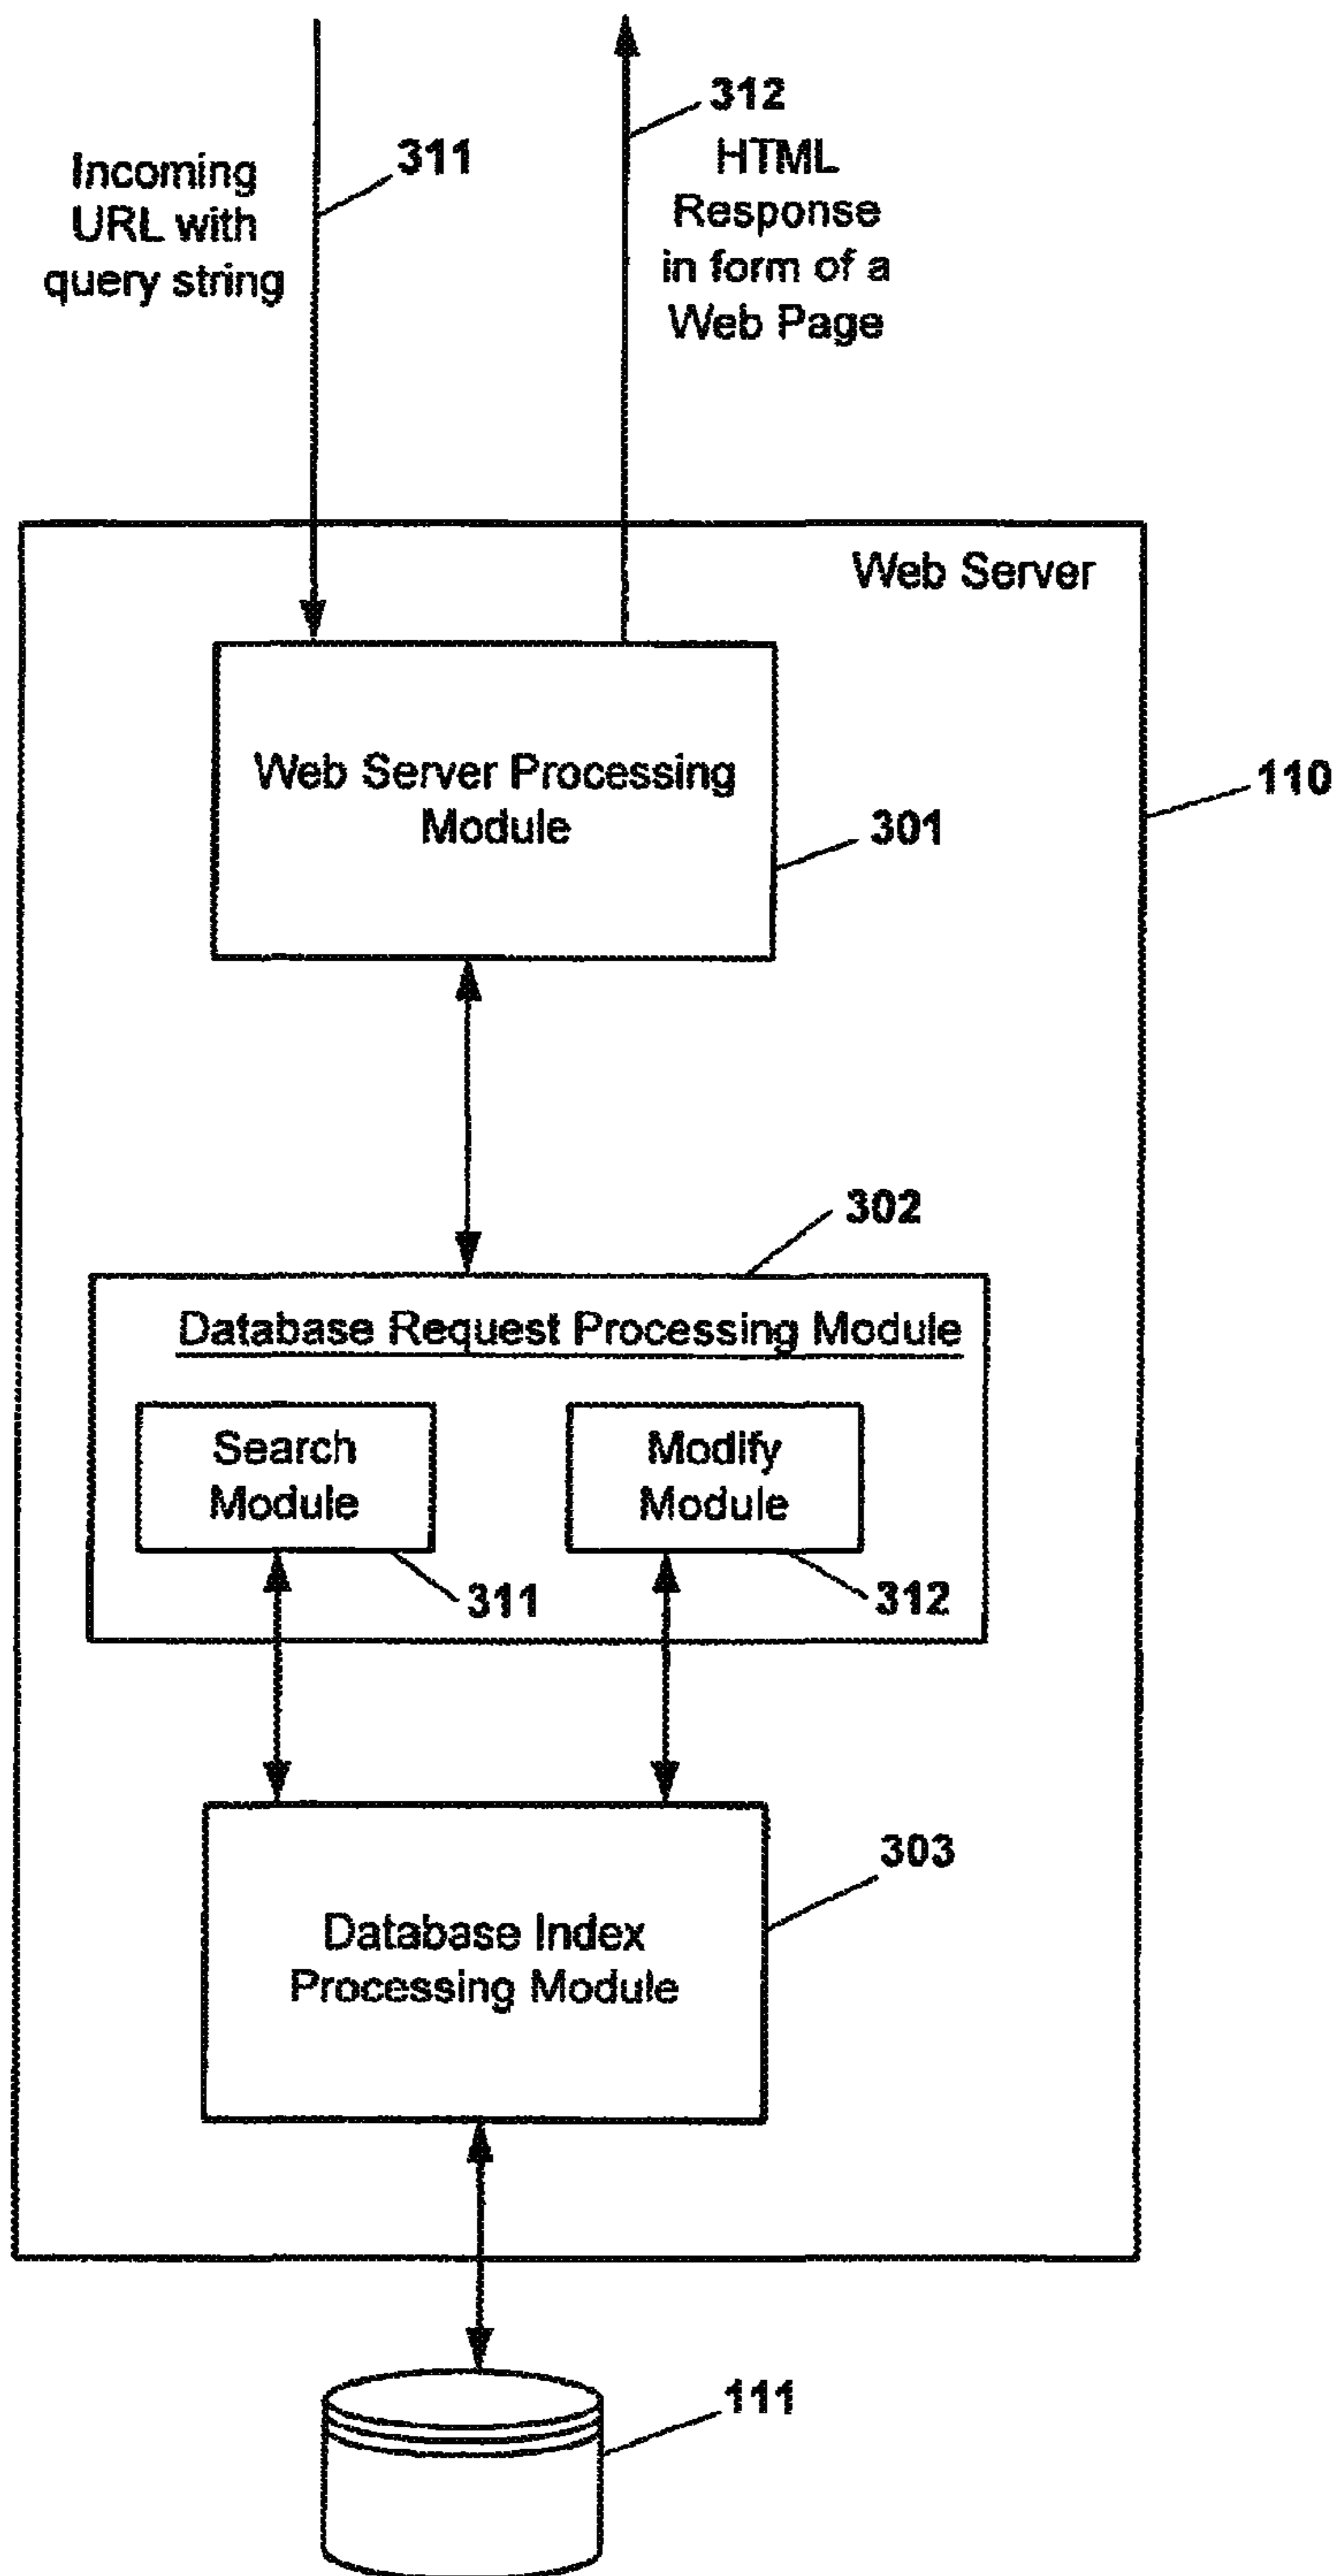 312
311
HTML
Response
in form of a
Web Page
Incoming
URL with
query string
Web Server
110
Web Server Processing
Module
301
302
Database Request Processing Module
Search
Module
Modify
Module
311
312
303
Database Index
Processing Module
111